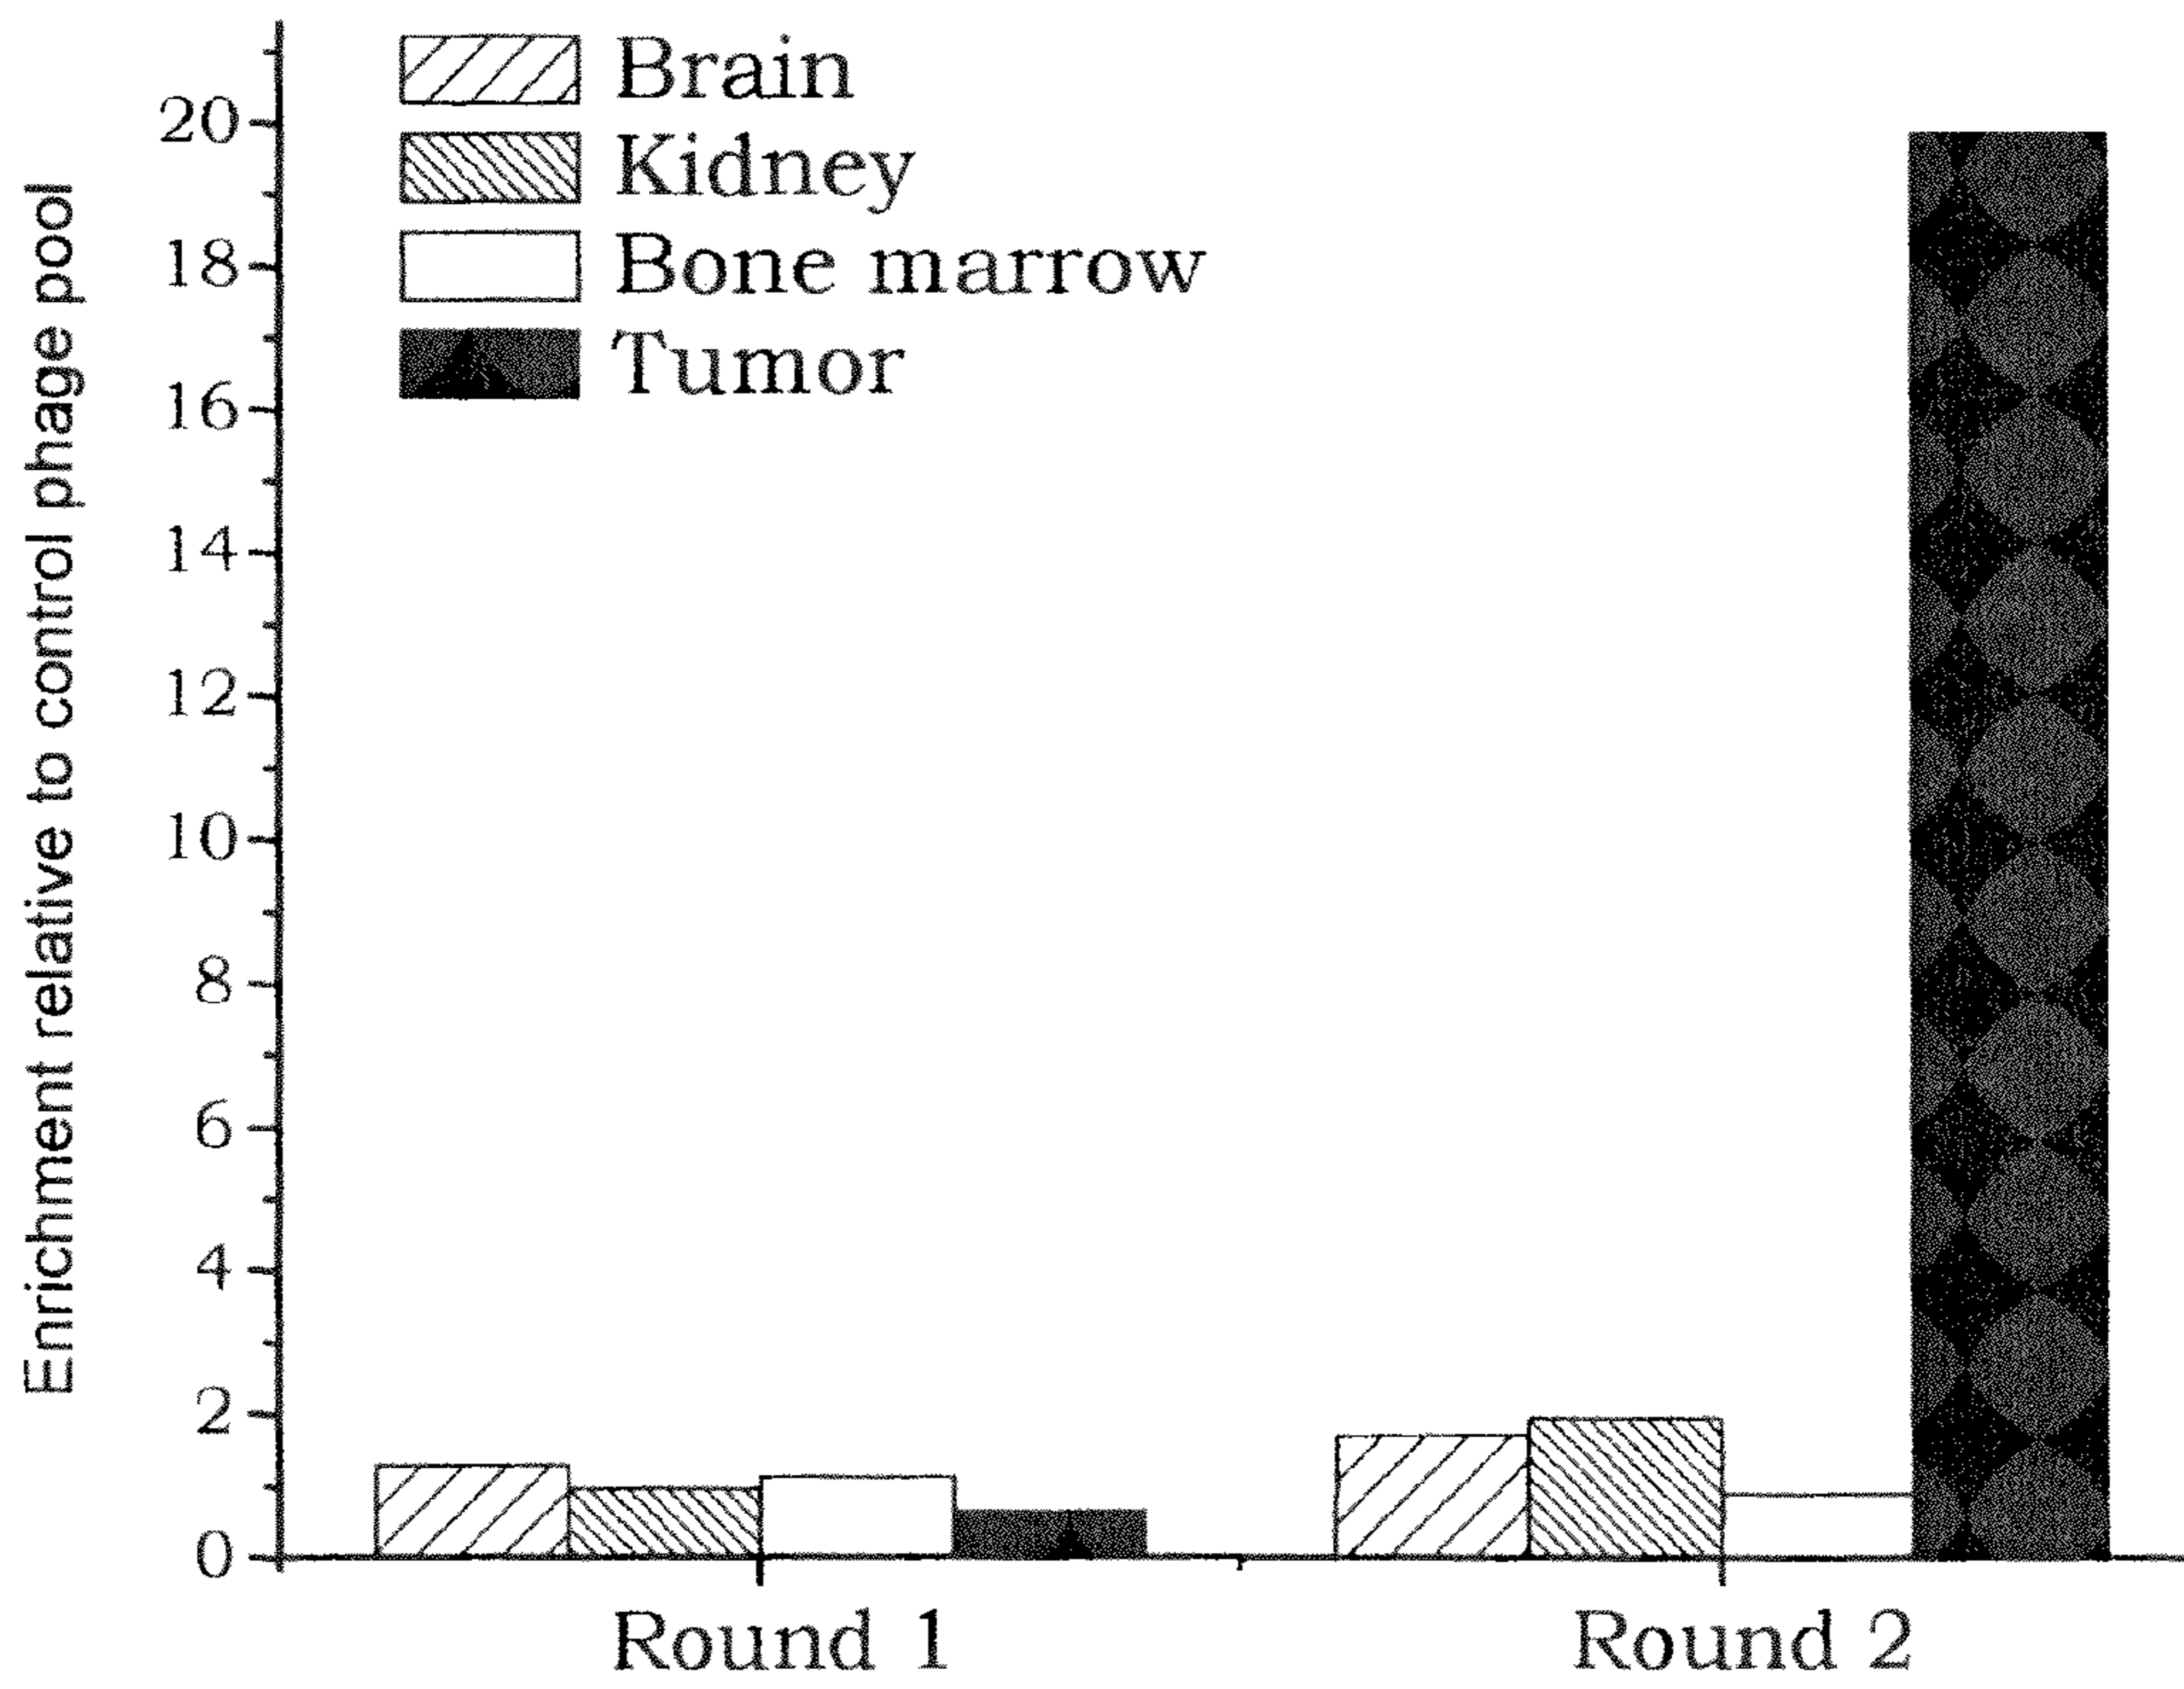 Enrichment relative to control phage pool
20
18
16
14
12
10
8
6
4
2
0
Brain
Kidney
Bone marrow
Tumor
Round 1
Round 2